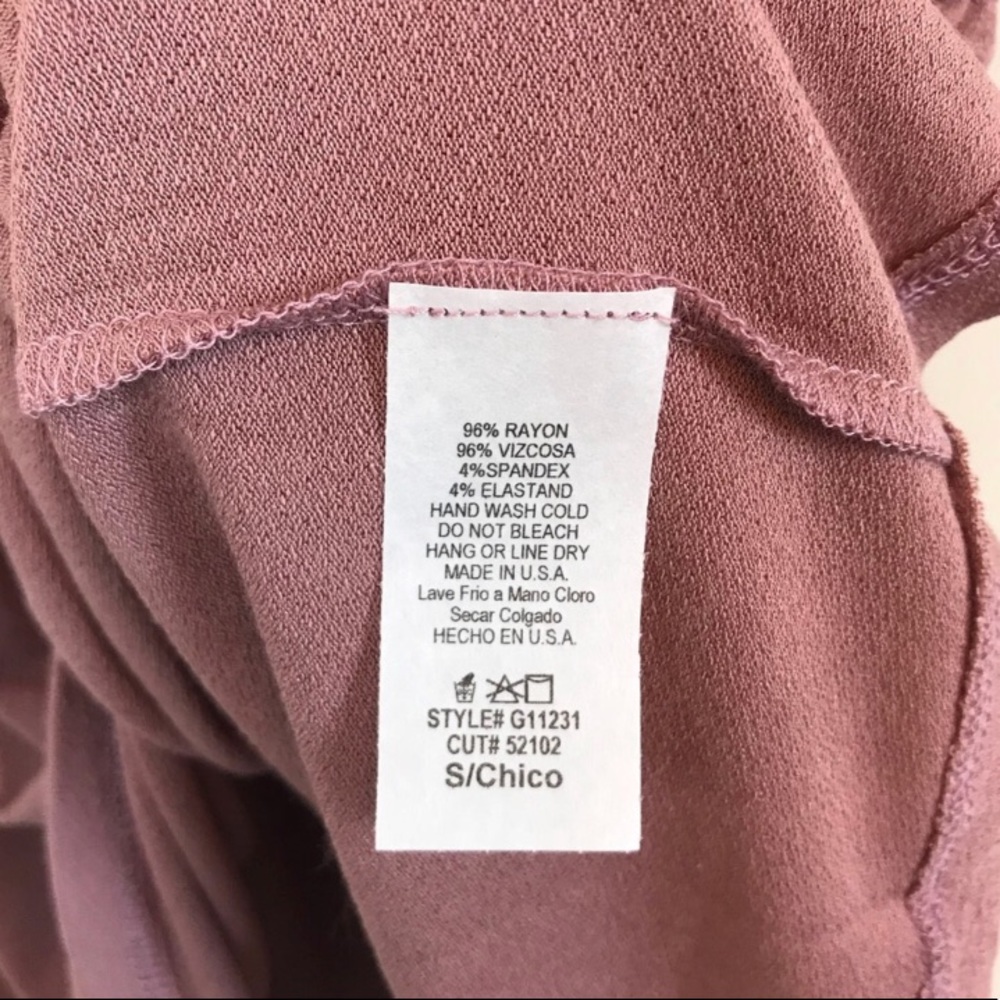 96% RAYON
96% VIZCOSA
4%SPANDEX
4% ELASTAND
HAND WASH COLD
DO NOT BLEACH
HANG OR LINE DRY
MADE IN U.S.A.
Lave Frio a Mano Cloro
Secar Colgado
HECHO EN U.S.A.
STYLE# G11231
CUT# 52102
S/Chico